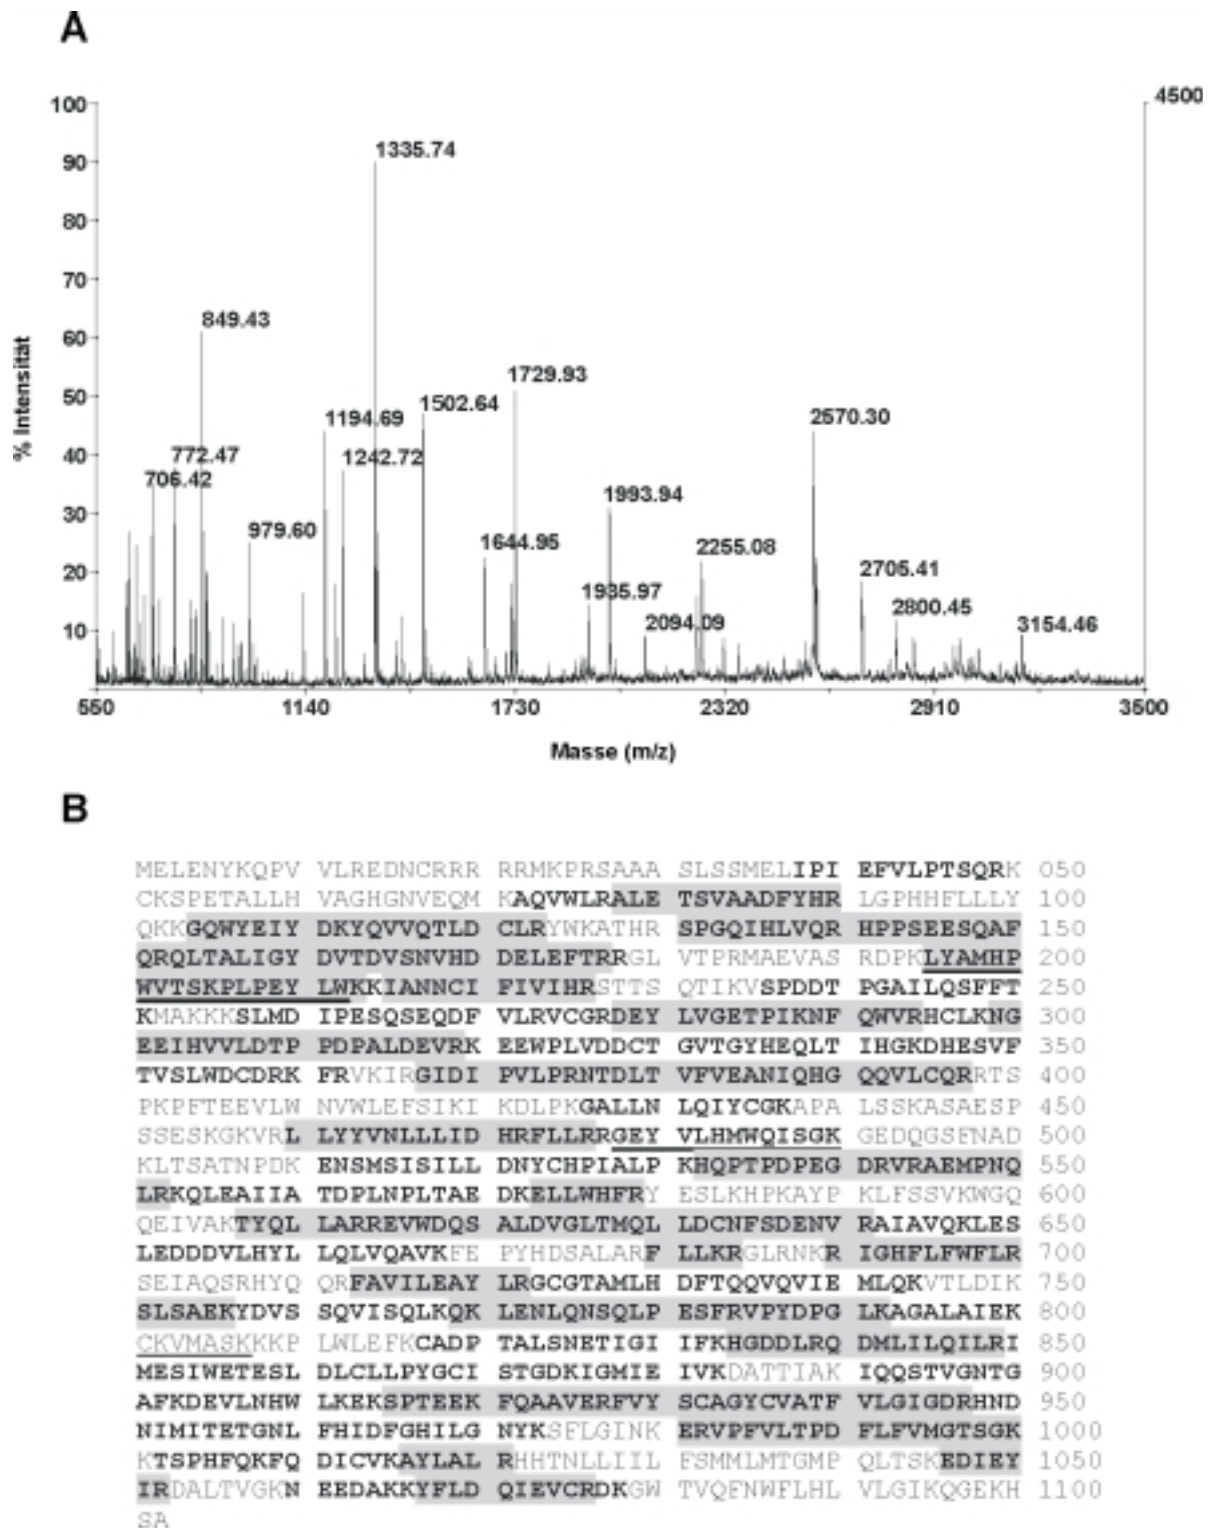 A
4500
100
90
80
70
60
50
40
30
20
10
1335.74
849.43
1729.93
1502.64
1194.69
2570.30
772.47
1242.72
706.42
1993.94
979.60
1644.95
2255.08
2705.41
1935.97
2800.45
2094.09
3154.46
% Intensität
550 1140 1730 2320 2910 3500
Masse (m/z)
B
MELENYKQPV VLREDNCRRR RRMKPRSAAA SLSSMELIPI EFVLPTSQRK 050
CKSPETALLH VAGHGNVEQM KAQVWLRALE TSVAADFYHR LGPHHFLLLY 100
QKKGQWYEIY DKYQVVQTLD CLRYWKATHR SPGQIHLVQR HPPSEESQAF 150
QRQLTALIGY DVTDVSNVHD DELEFTRRGL VTPRMAEVAS RDPKLYAMHP 200
WVTSKPLPEY LWKKIANNCI FIVIHRSTTS QTIKVSPDDT PGAILQSFFT 250
KMAKKKSLMD IPESQSEQDF VLRVCGRDEY LVGETPIKNF QWVRHCLKNG 300
EEIHVVLDTP PDPALDEVRK EEWPLVDDCT GVTGYHEQLT IHGKDHESVF 350
TVSLWDCDRK FRVKIRGIDI PVLPRNTDLT VFVEANIQHG QQVLCQRRTS 400
PKPFTEEVLW NVWLEFSIKI KDLPKGALLN LQIYCGKAPA LSSKASAESP 450
SSESKGKVRL LYYVNLLLID HRFLLRRGEY VLHMWQISGK GEDQGSFNAD 500
KLTSATNPDK ENSMSISILL DNYCHPIALP KHQPTPDPEG DRVRAEMPNQ 550
LRKQLEAIIA TDPLNPLTAE DKELLWHFRY ESLKHPKAYP KLFSSVKWGQ 600
QEIVAKTYQL LARREVWDQS ALDVGLTMQL LDCNFSDENV RAIAVQKLES 650
LEDDDVLHYL LQLVQAVKFE PYHDSALARF LLKRGLRNKR IGHFLFWFLR 700
SEIAQSRHYQ QRFAVILEAY LRGCGTAMLH DFTQQVQVIE MLQKVTLDIK 750
SLSAEKYDVS SQVISQLKQK LENLQNSQLP ESFRVPYDPG LKAGALAIEK 800
CKVMASKKKP LWLEFKCADP TALSNETIGI IFKHGDDLRQ DMLILQILRI 850
MESIWETESL DLCLLPYGCI STGDKIGMIE IVKDATTIAK IQQSTVGNTG 900
AFKDEVLNHW LKEKSPTEEK FQAAVERFVY SCAGYCVATF VLGIGDRHND 950
NIMITETGNL FHIDFGHILG NYKSFLGINK ERVPFVLTPD FLFVMGTSGK 1000
KTSPHFQKFQ DICVKAYLAL RHHTNLLIIL FSMMLMTGMP QLTSKEDIEY 1050
IRDALTVGKN EEDAKKYFLD QIEVCRDKGW TVQFNWFLHL VLGIKQGEKH 1100
SA